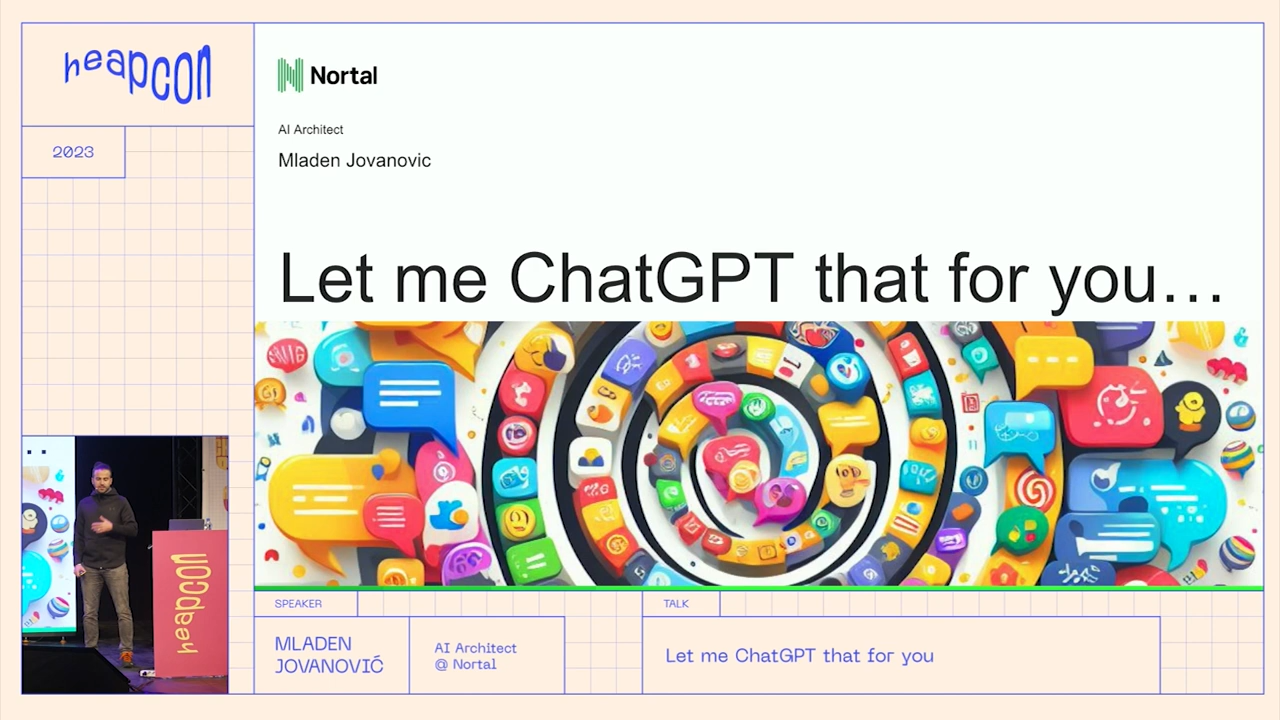 heapcon
2023
Nortal
AI Architect
Mladen Jovanovic
Let me ChatGPT that for you...
heapcon
SPEAKER
MLADEN
JOVANOVIĆ
AI Architect
@ Nortal
TALK
Let me ChatGPT that for you